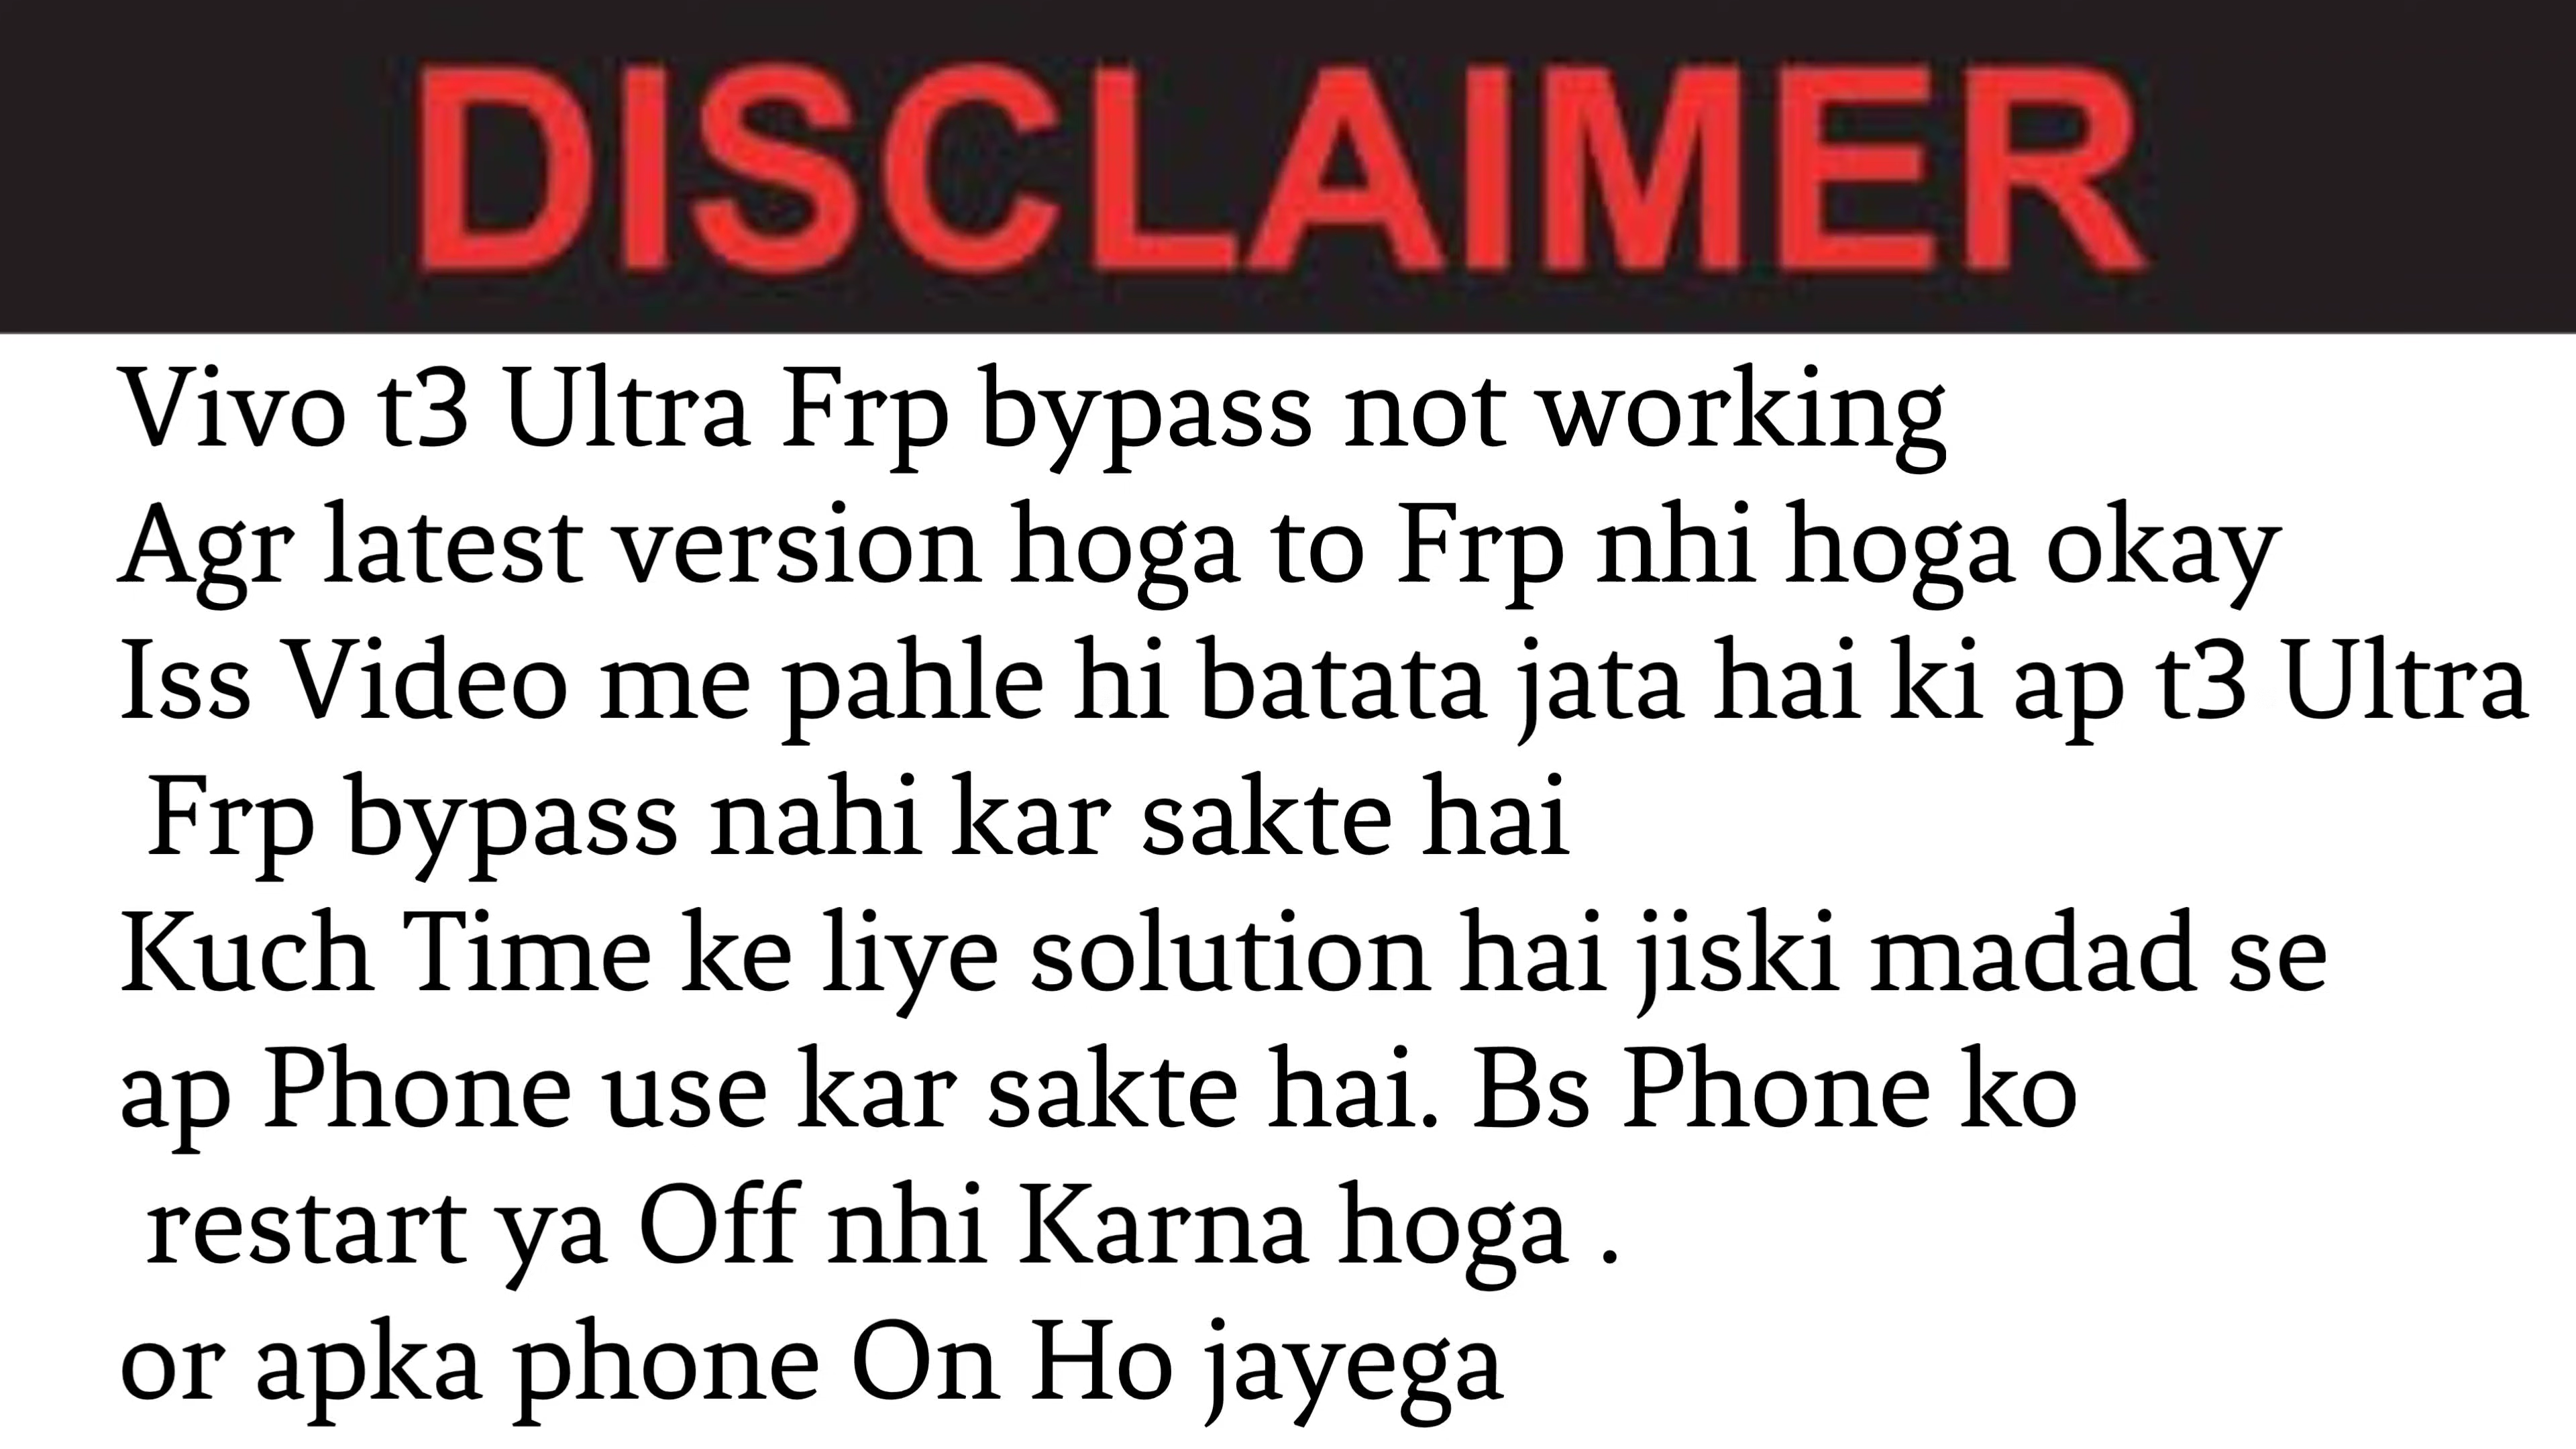 DISCLAIMER
Vivo t3 Ultra Frp bypass not working
Agr latest version hoga to Frp nhi hoga okay
Iss Video me pahle hi batata jata hai ki ap t3 Ultra
Frp bypass nahi kar sakte hai
Kuch Time ke liye solution hai jiski madad se
ap Phone use kar sakte hai. Bs Phone ko
restart ya Off nhi Karna hoga .
or apka phone On Ho jayega